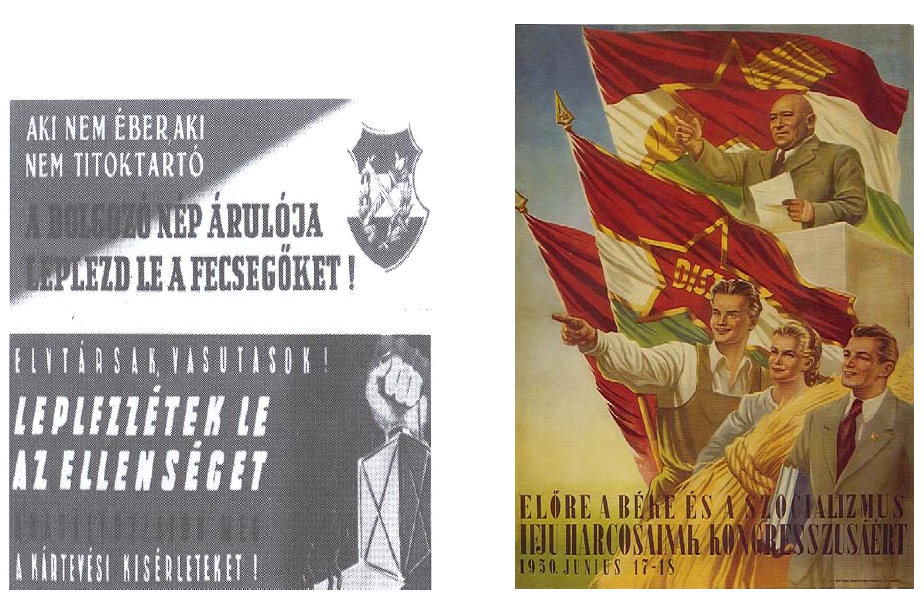 AKI NEM ÉBER, AKI
NEM TITOKTARTÓ
A DOLGOZÓ NÉP ÁRULÓJA
LEPLEZD LE A FECSEGŐKET!
ELVTÁRSAK, VASUTASOK!
LEPLEZZÉTEK LE
AZ ELLENSÉGET
MEG
A KÁRTEVÉSI KISÉRLETEKET!
DISZ
ELŐRE A BÉKE ÉS A SZOCIALIZMUS
IFJU HARCOSAINAK KONGRESSZUSÁÉRT
1950. JUNIUS 17-18